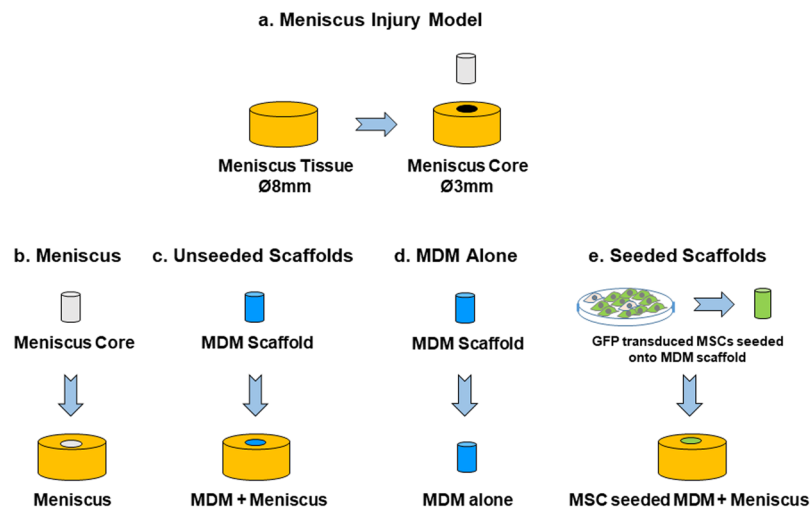 a. Meniscus Injury Model
Meniscus Tissue
Ø8mm
Meniscus Core
Ø3mm
b. Meniscus
c. Unseeded Scaffolds
d. MDM Alone
e. Seeded Scaffolds
Meniscus Core
MDM Scaffold
MDM Scaffold
GFP transduced MSCs seeded
onto MDM scaffold
Meniscus
MDM + Meniscus
MDM alone
MSC seeded MDM + Meniscus